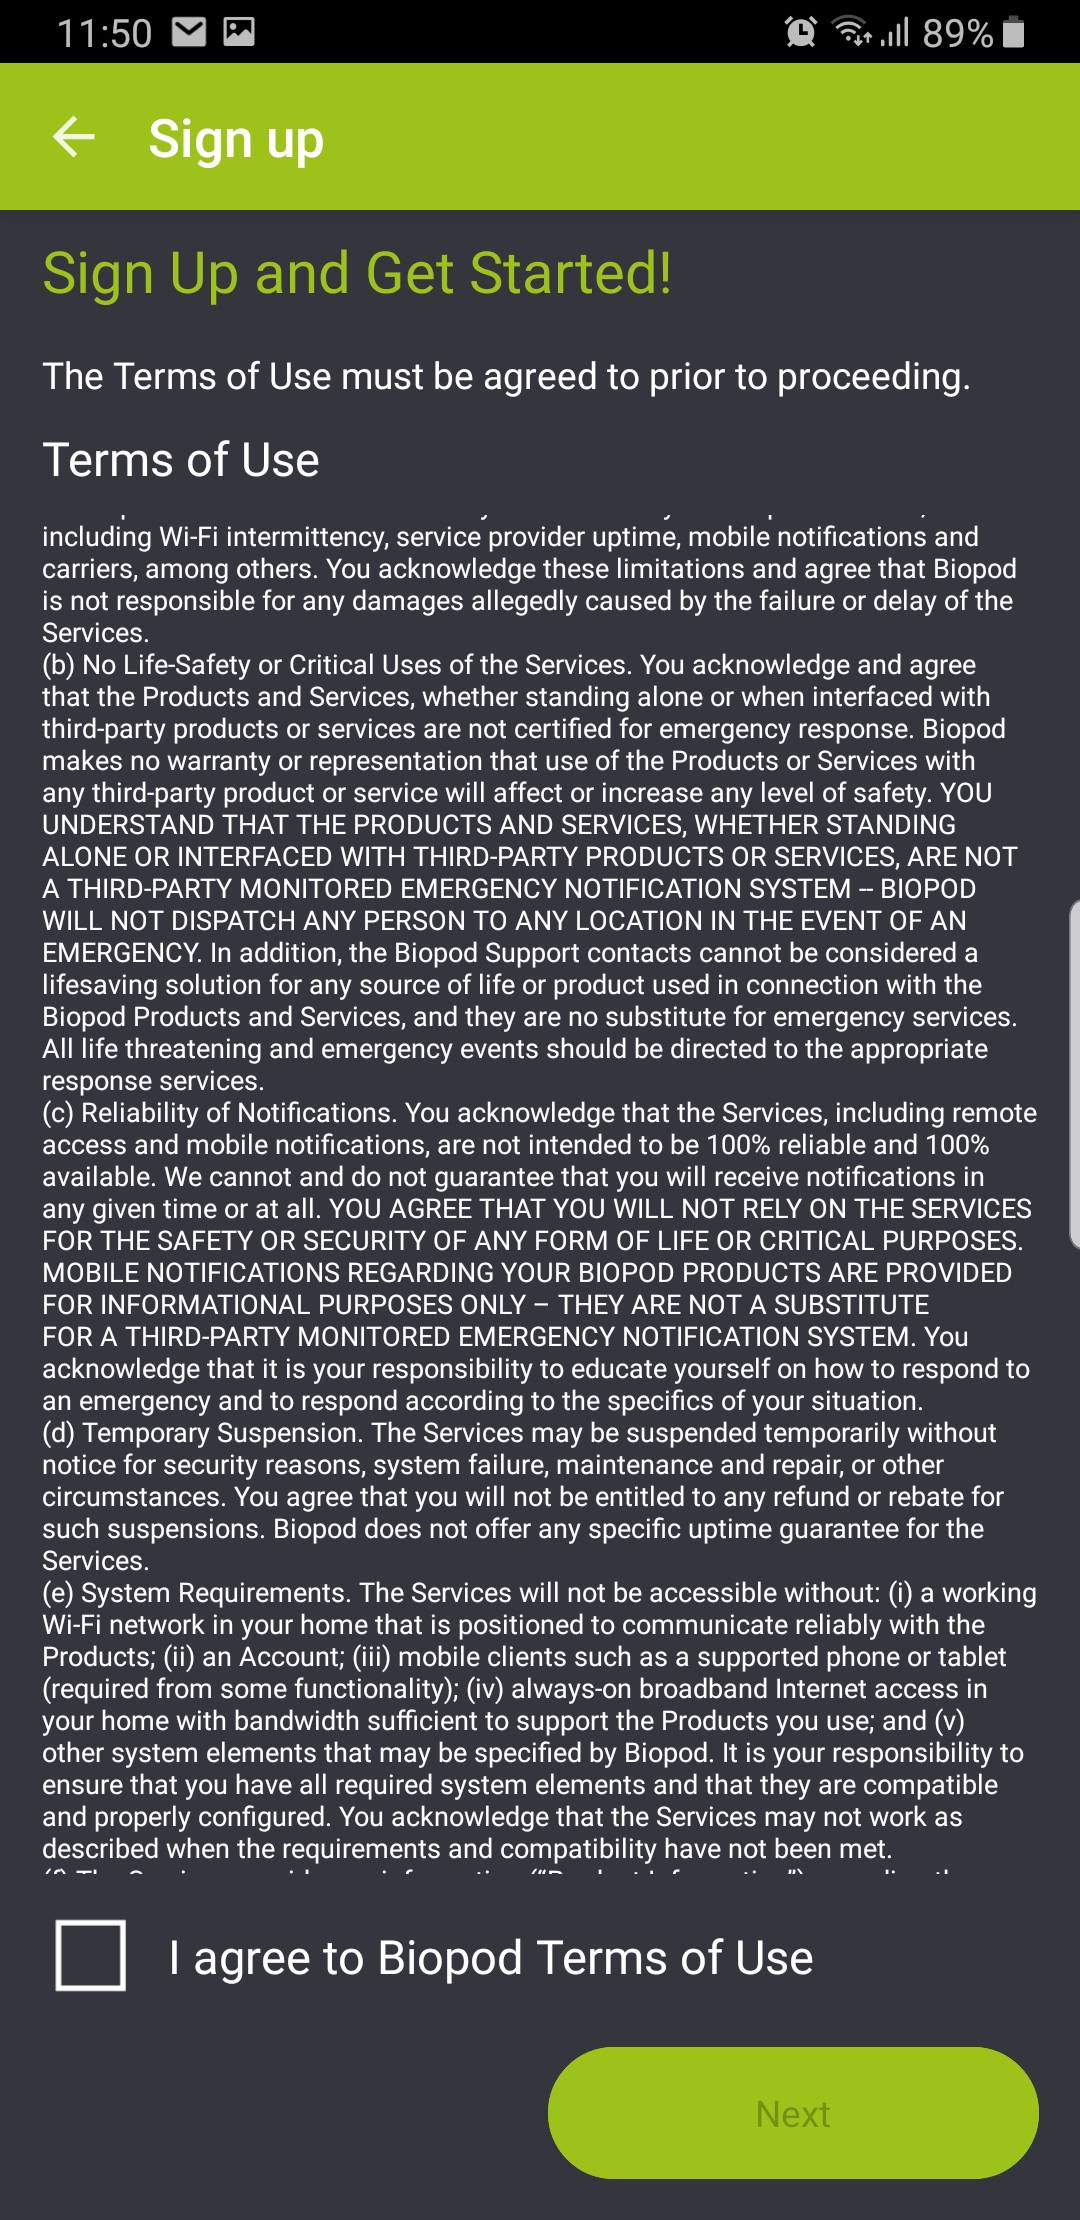 11:50
89%
Sign up
Sign Up and Get Started!
The Terms of Use must be agreed to prior to proceeding.
Terms of Use
including Wi-Fi intermittency, service provider uptime, mobile notifications and
carriers, among others. You acknowledge these limitations and agree that Biopod
is not responsible for any damages allegedly caused by the failure or delay of the
Services.
(b) No Life-Safety or Critical Uses of the Services. You acknowledge and agree
that the Products and Services, whether standing alone or when interfaced with
third-party products or services are not certified for emergency response. Biopod
makes no warranty or representation that use of the Products or Services with
any third-party product or service will affect or increase any level of safety. YOU
UNDERSTAND THAT THE PRODUCTS AND SERVICES, WHETHER STANDING
ALONE OR INTERFACED WITH THIRD-PARTY PRODUCTS OR SERVICES, ARE NOT
A THIRD-PARTY MONITORED EMERGENCY NOTIFICATION SYSTEM -- BIOPOD
WILL NOT DISPATCH ANY PERSON TO ANY LOCATION IN THE EVENT OF AN
EMERGENCY. In addition, the Biopod Support contacts cannot be considered a
lifesaving solution for any source of life or product used in connection with the
Biopod Products and Services, and they are no substitute for emergency services.
All life threatening and emergency events should be directed to the appropriate
response services.
(c) Reliability of Notifications. You acknowledge that the Services, including remote
access and mobile notifications, are not intended to be 100% reliable and 100%
available. We cannot and do not guarantee that you will receive notifications in
any given time or at all. YOU AGREE THAT YOU WILL NOT RELY ON THE SERVICES
FOR THE SAFETY OR SECURITY OF ANY FORM OF LIFE OR CRITICAL PURPOSES.
MOBILE NOTIFICATIONS REGARDING YOUR BIOPOD PRODUCTS ARE PROVIDED
FOR INFORMATIONAL PURPOSES ONLY – THEY ARE NOT A SUBSTITUTE
FOR A THIRD-PARTY MONITORED EMERGENCY NOTIFICATION SYSTEM. You
acknowledge that it is your responsibility to educate yourself on how to respond to
an emergency and to respond according to the specifics of your situation.
(d) Temporary Suspension. The Services may be suspended temporarily without
notice for security reasons, system failure, maintenance and repair, or other
circumstances. You agree that you will not be entitled to any refund or rebate for
such suspensions. Biopod does not offer any specific uptime guarantee for the
Services.
(e) System Requirements. The Services will not be accessible without: (i) a working
Wi-Fi network in your home that is positioned to communicate reliably with the
Products; (ii) an Account; (iii) mobile clients such as a supported phone or tablet
(required from some functionality); (iv) always-on broadband Internet access in
your home with bandwidth sufficient to support the Products you use; and (v)
other system elements that may be specified by Biopod. It is your responsibility to
ensure that you have all required system elements and that they are compatible
and properly configured. You acknowledge that the Services may not work as
described when the requirements and compatibility have not been met.
I agree to Biopod Terms of Use
Next